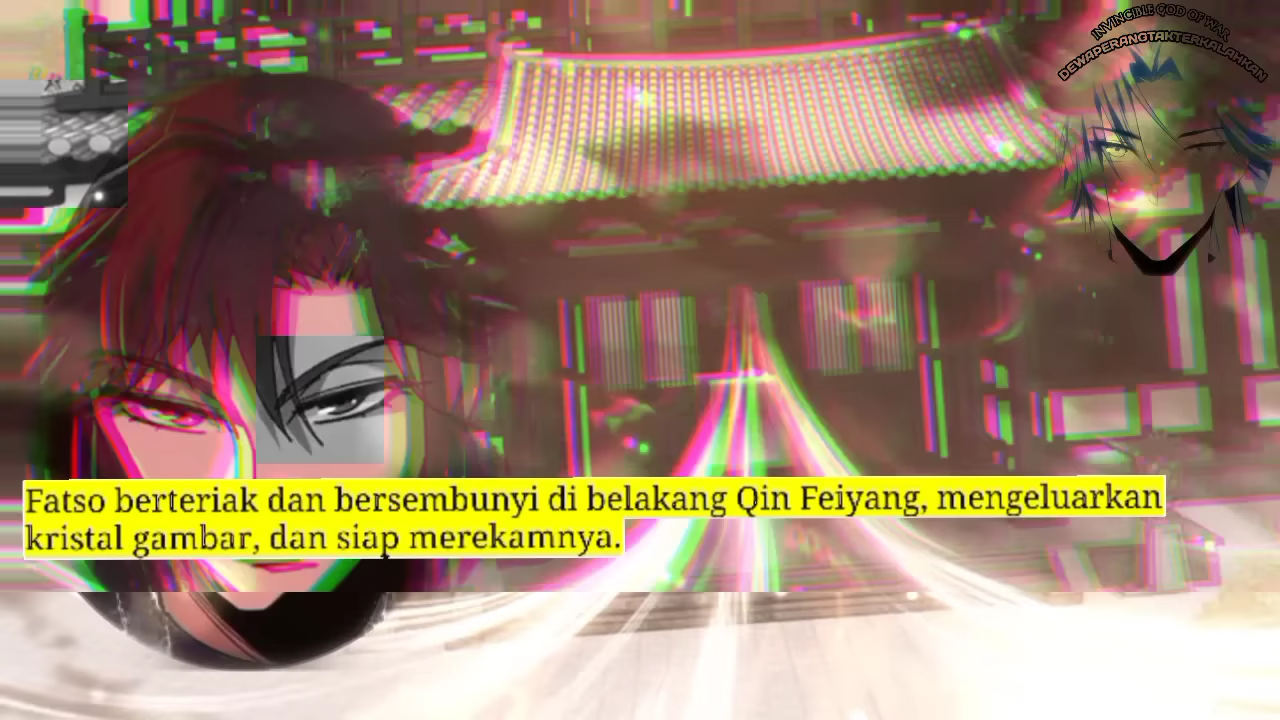 INVINCIBLE GOD OF WAR
DEWAPERANGTAKTERKALAHKAN
Fatso berteriak dan bersembunyi di belakang Qin Feiyang, mengeluarkan
kristal gambar, dan siap merekamnya.